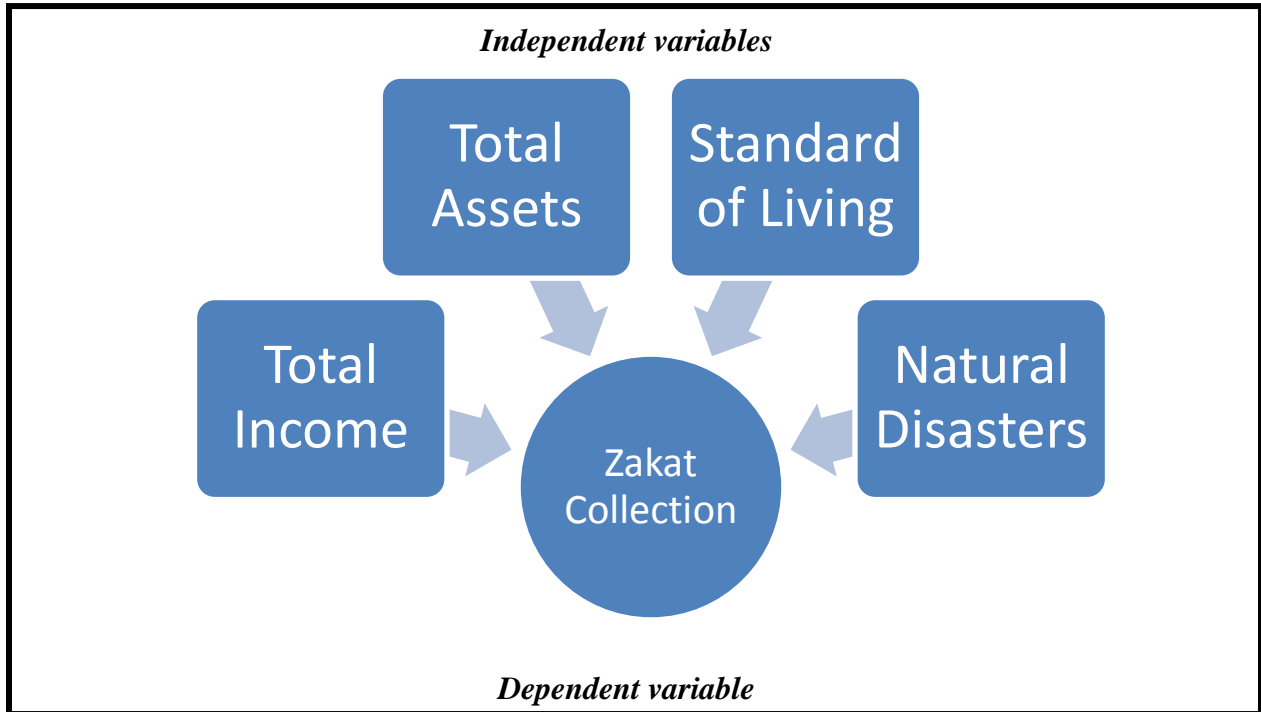 Independent variables
Total
Assets
Standard
of Living
Total
Income
Natural
Disasters
Zakat
Collection
Dependent variable